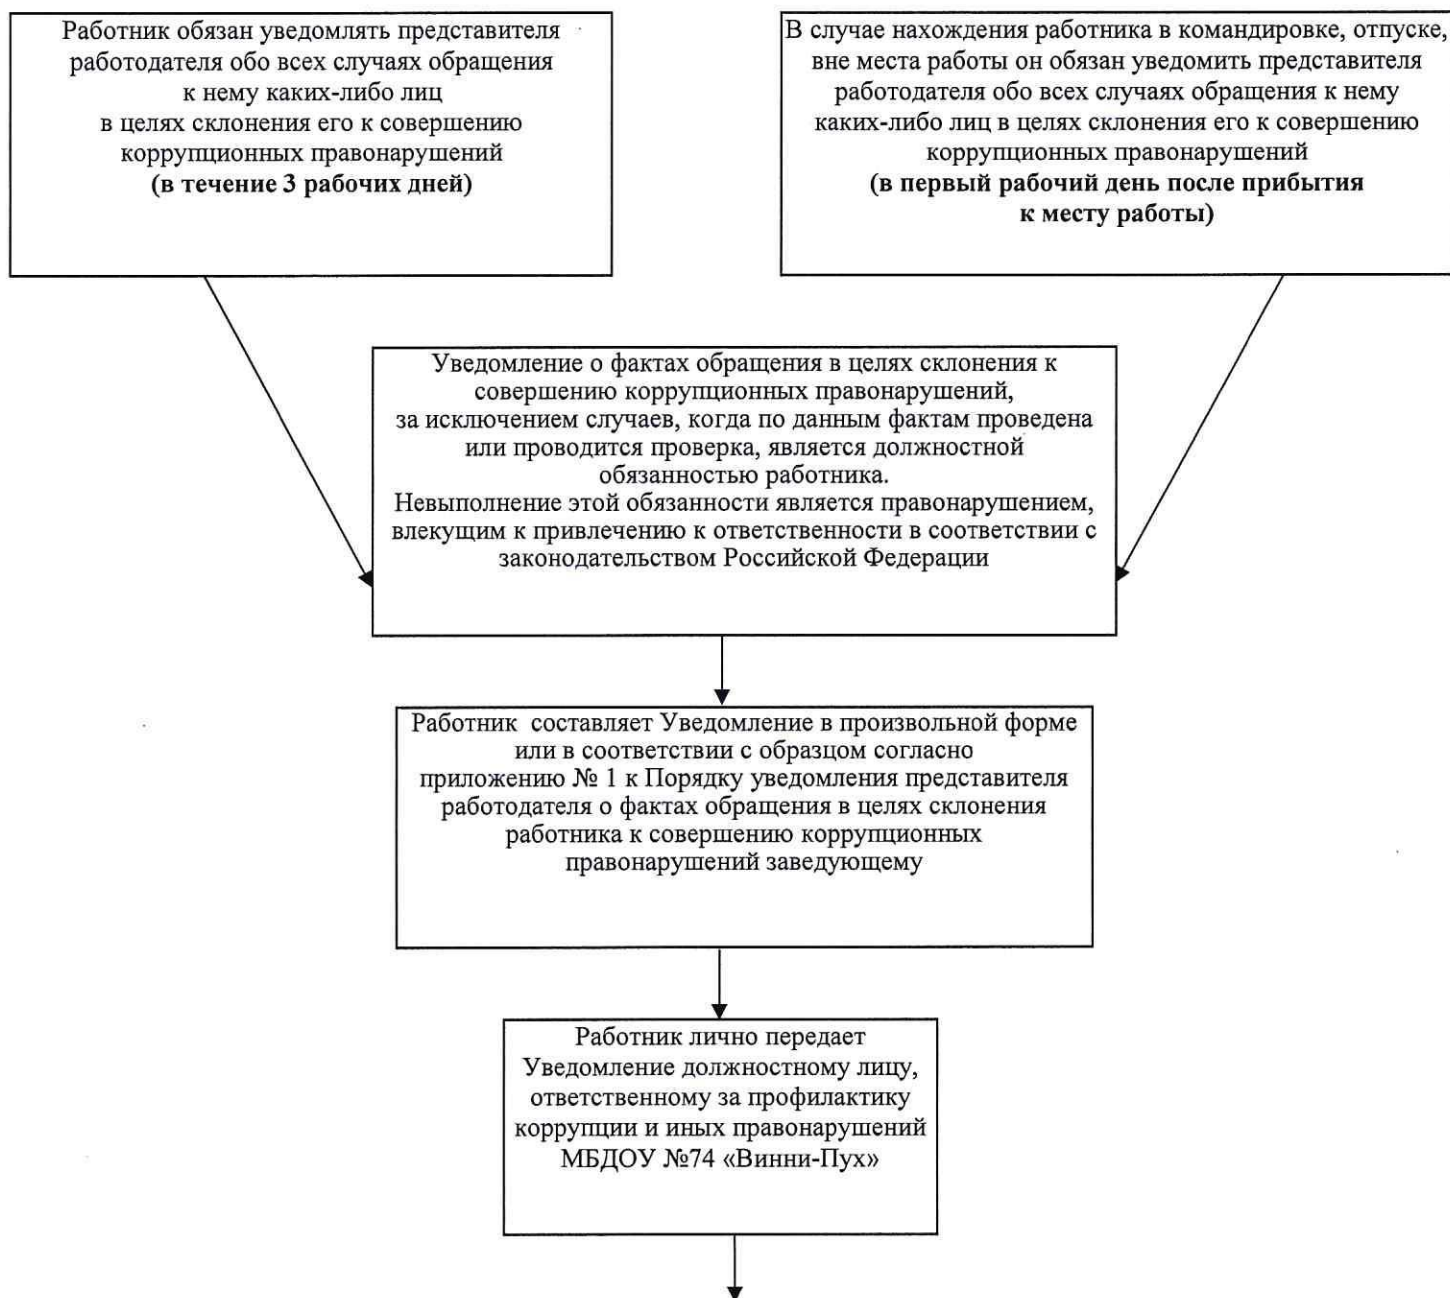 Работник обязан уведомлять представителя
работодателя обо всех случаях обращения
к нему каких-либо лиц
в целях склонения его к совершению
коррупционных правонарушений
(в течение 3 рабочих дней)
В случае нахождения работника в командировке, отпуске,
вне места работы он обязан уведомить представителя
работодателя обо всех случаях обращения к нему
каких-либо лиц в целях склонения его к совершению
коррупционных правонарушений
(в первый рабочий день после прибытия
к месту работы)
Уведомление о фактах обращения в целях склонения к
совершению коррупционных правонарушений,
за исключением случаев, когда по данным фактам проведена
или проводится проверка, является должностной
обязанностью работника.
Невыполнение этой обязанности является правонарушением,
влекущим к привлечению к ответственности в соответствии с
законодательством Российской Федерации
Работник составляет Уведомление в произвольной форме
или в соответствии с образцом согласно
приложению № 1 к Порядку уведомления представителя
работодателя о фактах обращения в целях склонения
работника к совершению коррупционных
правонарушений заведующему
Работник лично передает
Уведомление должностному лицу,
ответственному за профилактику
коррупции и иных правонарушений
МБДОУ №74 «Винни-Пух»